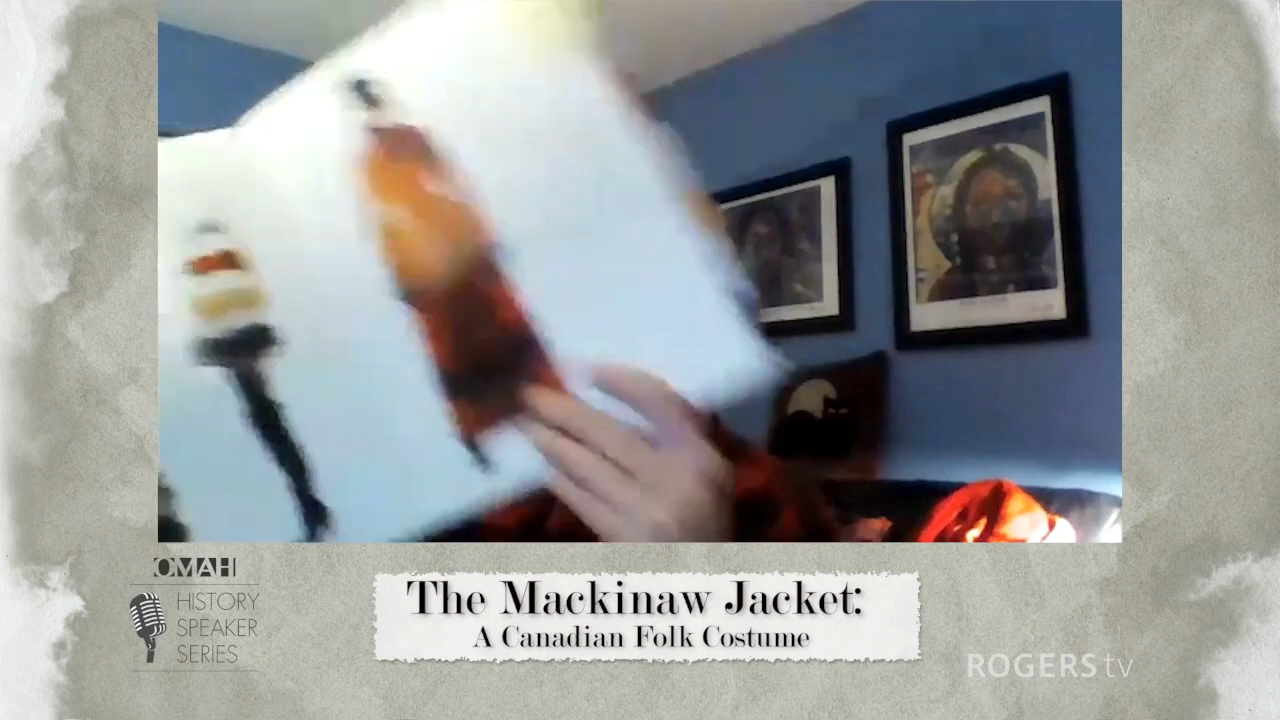 OMAH
HISTORY
SPEAKER
SERIES
The Mackinaw Jacket:
A Canadian Folk Costume
ROGERS tv